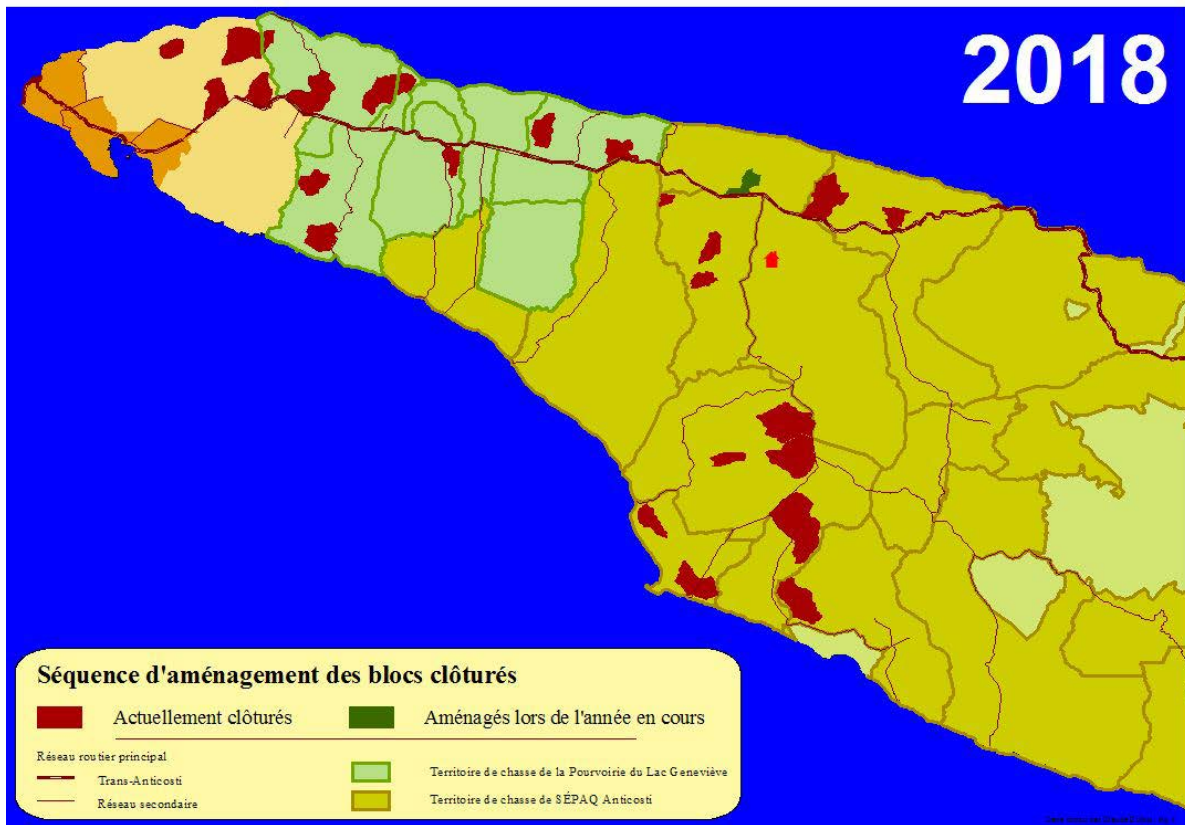 2018
Séquence d'aménagement des blocs clôturés
Actuellement clôturés
Aménagés lors de l'année en cours
Réseau routier principal
Trans-Anticosti
Réseau secondaire
Territoire de chasse de la Pourvoirie du Lac Geneviève
Territoire de chasse de SÉPAQ Anticosti